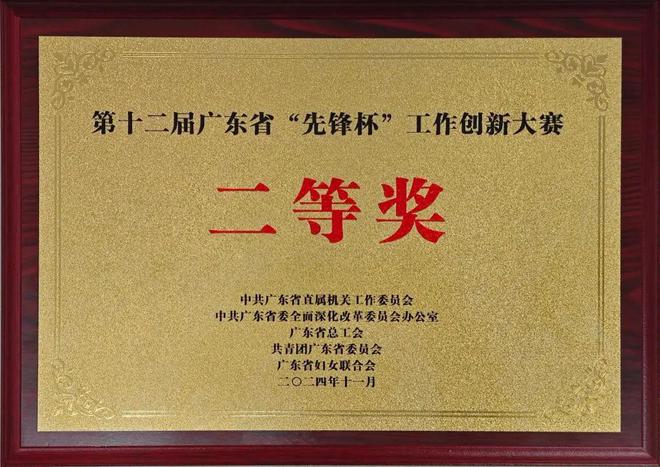 第十二届广东省“先锋杯”工作创新大赛
二等奖
中共广东省直属机关工作委员会
中共广东省委全面深化改革委员会办公室
广东省总工会
共青团广东省委员会
广东省妇女联合会
二〇二四年十一月